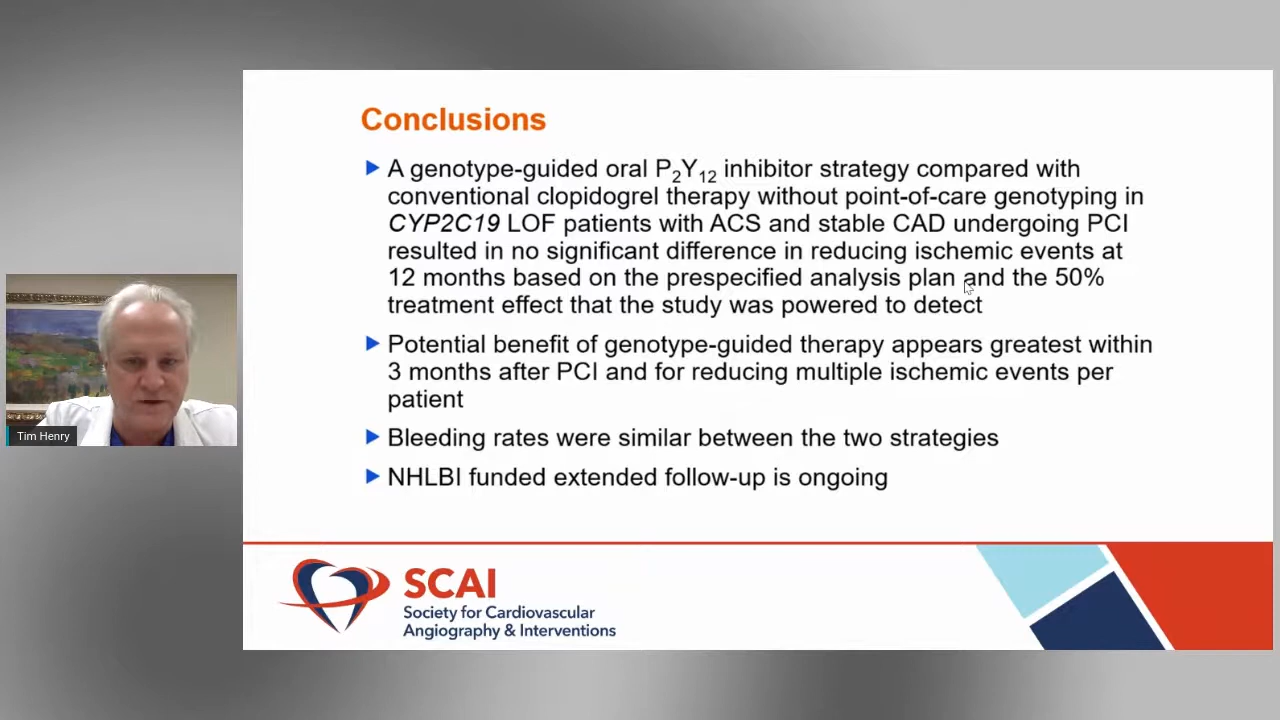 Conclusions
A genotype-guided oral P2Y12 inhibitor strategy compared with
conventional clopidogrel therapy without point-of-care genotyping in
CYP2C19 LOF patients with ACS and stable CAD undergoing PCI
resulted in no significant difference in reducing ischemic events at
12 months based on the prespecified analysis plan and the 50%
treatment effect that the study was powered to detect
Potential benefit of genotype-guided therapy appears greatest within
3 months after PCI and for reducing multiple ischemic events per
patient
Bleeding rates were similar between the two strategies
NHLBI funded extended follow-up is ongoing
Tim Henry
SCAI
Society for Cardiovascular
Angiography & Interventions